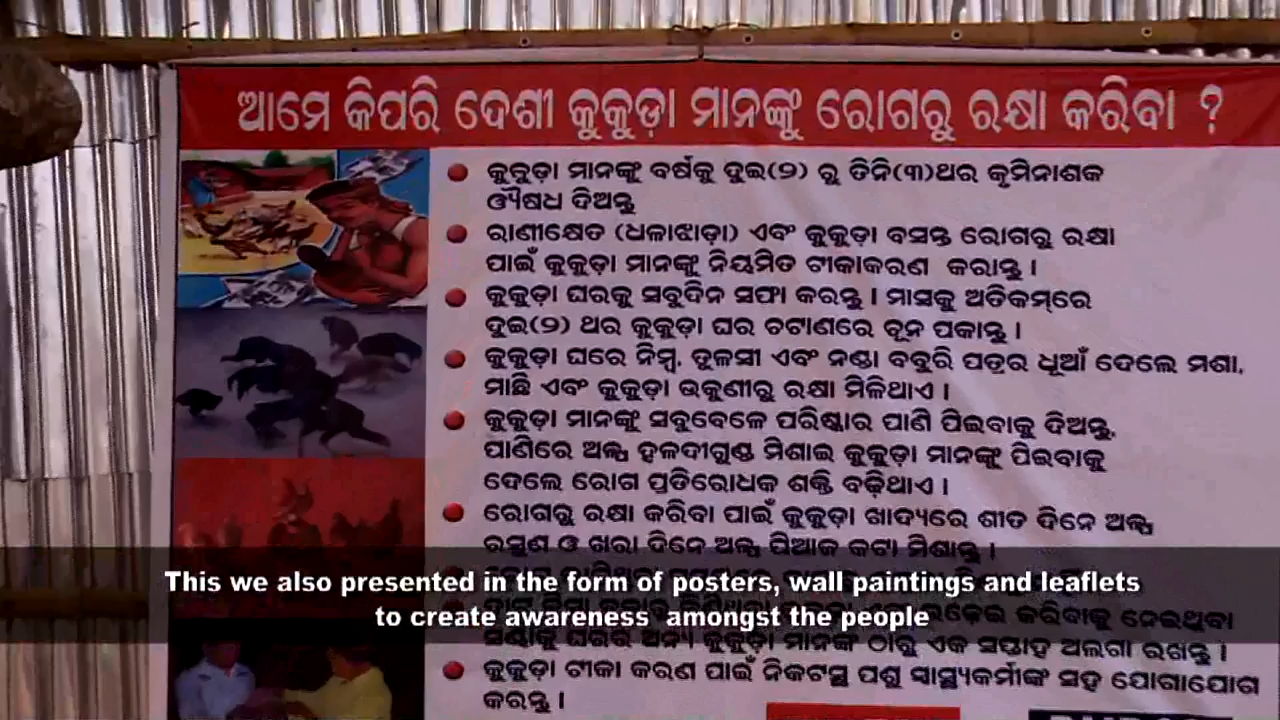 ଆମେ କିପରି ଦେଶୀ କୁକୁଡ଼ା ମାନଙ୍କୁ ରୋଗରୁ ରକ୍ଷା କରିବା ?
କୁକୁଡ଼ା ମାନଙ୍କୁ ବର୍ଷକୁ ଦୁଇ(୨) ରୁ ତିନି(୩)ଥର କୃମିନାଶକ
ଔଷଧ ଦିଅନ୍ତୁ
ରାଣୀକ୍ଷେତ (ଧଳାଝାଡ଼ା) ଏବଂ କୁକୁଡ଼ା ବସନ୍ତ ରୋଗରୁ ରକ୍ଷା
ପାଇଁ କୁକୁଡ଼ା ମାନଙ୍କୁ ନିୟମିତ ଟୀକାକରଣ କରାନ୍ତୁ ।
କୁକୁଡ଼ା ଘରକୁ ସବୁଦିନ ସଫା କରନ୍ତୁ । ମାସକୁ ଅତିକମ୍‌ରେ
ଦୁଇ(୨) ଥର କୁକୁଡ଼ା ଘର ଚଟାଣରେ ଚୂନ ପକାନ୍ତୁ ।
କୁକୁଡ଼ା ଘରେ ନିମ୍ବ, ତୁଳସୀ ଏବଂ ନଣ୍ଡା ବବୁରି ପତ୍ରର ଧୂଆଁ ଦେଲେ ମଶା,
ମାଛି ଏବଂ କୁକୁଡ଼ା ଉକୁଣୀରୁ ରକ୍ଷା ମିଳିଥାଏ ।
କୁକୁଡ଼ା ମାନଙ୍କୁ ସବୁବେଳେ ପରିଷ୍କାର ପାଣି ପିଇବାକୁ ଦିଅନ୍ତୁ,
ପାଣିରେ ଅଳ୍ପ ହଳଦୀଗୁଣ୍ଡ ମିଶାଇ କୁକୁଡ଼ା ମାନଙ୍କୁ ପିଇବାକୁ
ଦେଲେ ରୋଗ ପ୍ରତିରୋଧକ ଶକ୍ତି ବଢ଼ିଥାଏ ।
ରୋଗରୁ ରକ୍ଷା କରିବା ପାଇଁ କୁକୁଡ଼ା ଖାଦ୍ୟରେ ଶୀତ ଦିନେ ଅଳ୍ପ
ରସୁଣ ଓ ଖରା ଦିନେ ଅଳ୍ପ ପିଆଜ କଟା ମିଶାନ୍ତୁ ।
This we also presented in the form of posters, wall paintings and leaflets
to create awareness amongst the people
କରିବାକୁ ନେଇଥିବା
ଘରର ଅନ୍ୟ କୁକୁଡ଼ା ମାନଙ୍କ ଠାରୁ ଏକ ସପ୍ତାହ ଅଲଗା ରଖନ୍ତୁ ।
କୁକୁଡ଼ା ଟୀକା କରଣ ପାଇଁ ନିକଟସ୍ଥ ପଶୁ ସ୍ୱାସ୍ଥ୍ୟକର୍ମୀଙ୍କ ସହ ଯୋଗାଯୋଗ
କରନ୍ତୁ ।